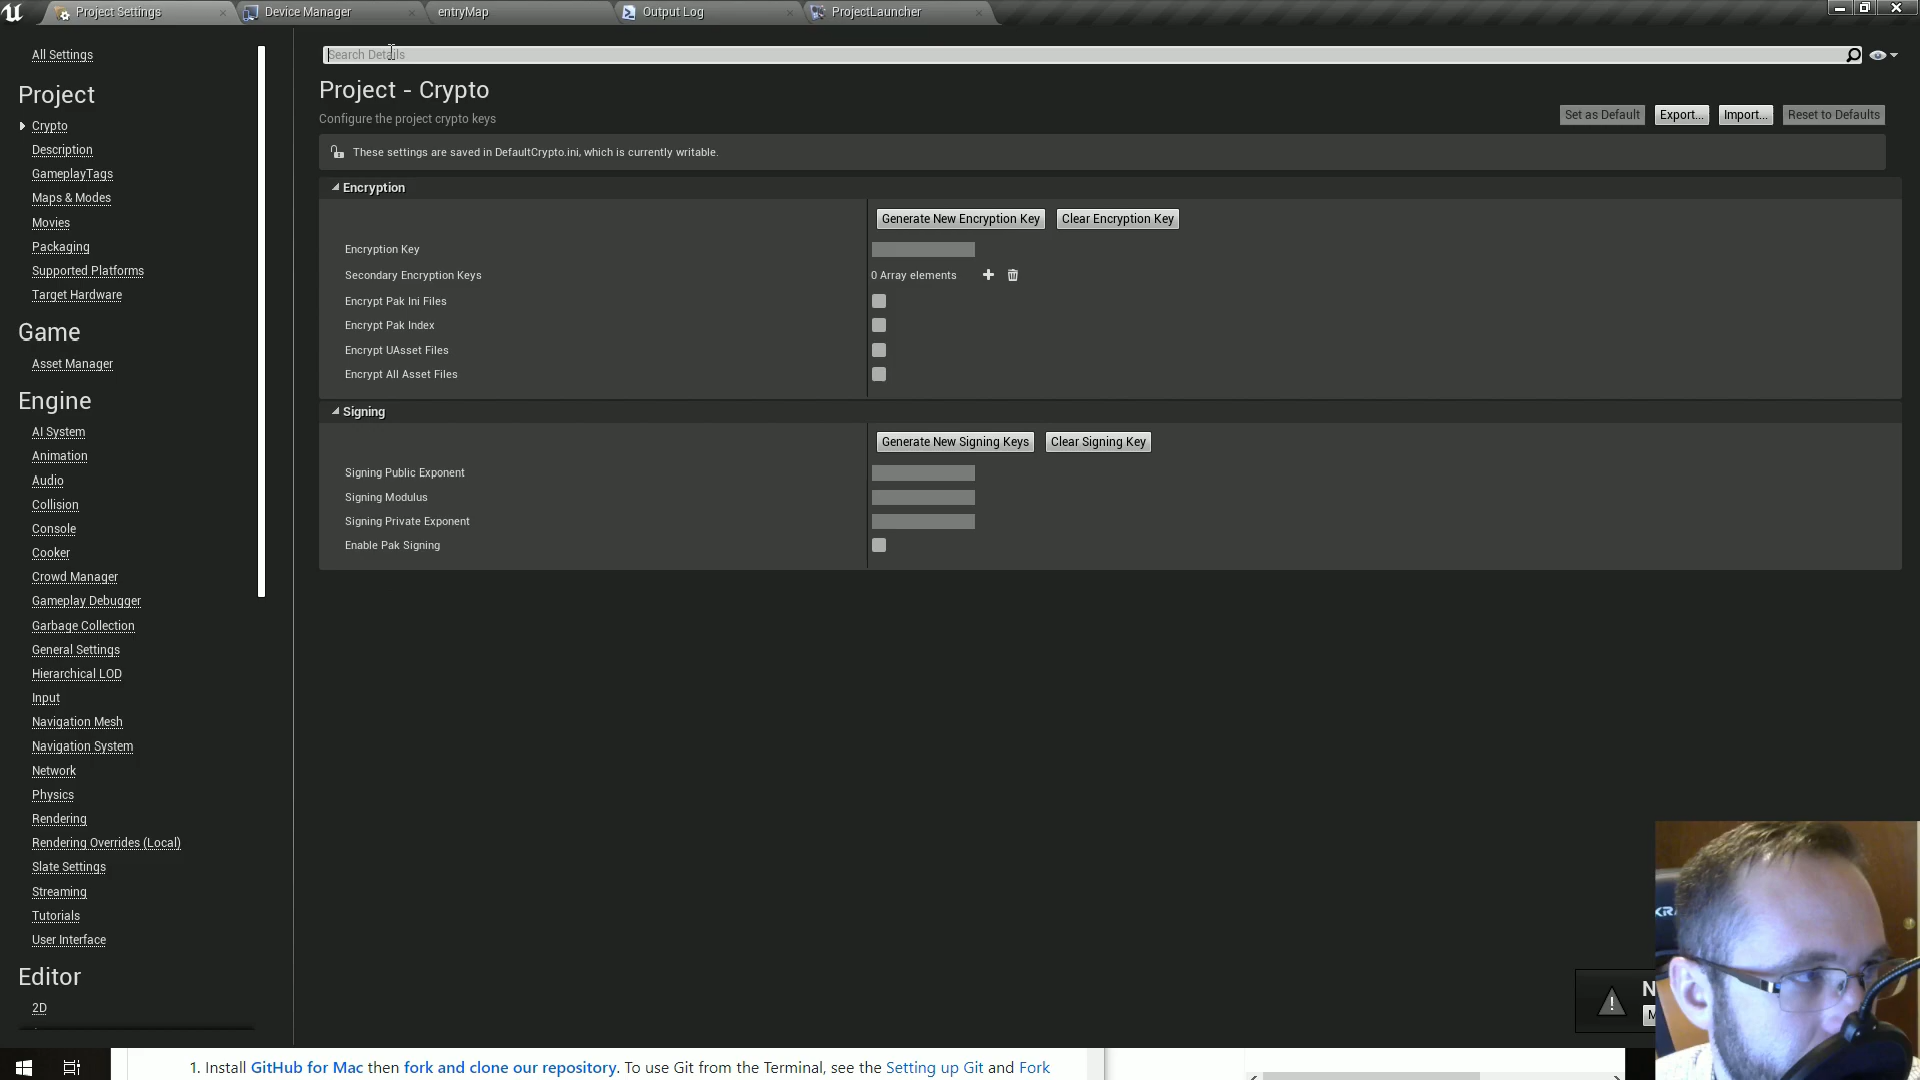 Project Settings
Device Manager
entryMap
Output Log
ProjectLauncher
All Settings
Search Details
Project
Crypto
Description
GameplayTags
Maps & Modes
Movies
Packaging
Supported Platforms
Target Hardware
Game
Asset Manager
Engine
AI System
Animation
Audio
Collision
Console
Cooker
Crowd Manager
Gameplay Debugger
Garbage Collection
General Settings
Hierarchical LOD
Input
Navigation Mesh
Navigation System
Network
Physics
Rendering
Rendering Overrides (Local)
Slate Settings
Streaming
Tutorials
User Interface
Editor
2D
Project - Crypto
Configure the project crypto keys
Set as Default
Export...
Import...
Reset to Defaults
These settings are saved in DefaultCrypto.ini, which is currently writable.
Encryption
Generate New Encryption Key
Clear Encryption Key
Encryption Key
Secondary Encryption Keys
0 Array elements
Encrypt Pak Ini Files
Encrypt Pak Index
Encrypt UAsset Files
Encrypt All Asset Files
Signing
Generate New Signing Keys
Clear Signing Key
Signing Public Exponent
Signing Modulus
Signing Private Exponent
Enable Pak Signing
1. Install GitHub for Mac then fork and clone our repository. To use Git from the Terminal, see the Setting up Git and Fork